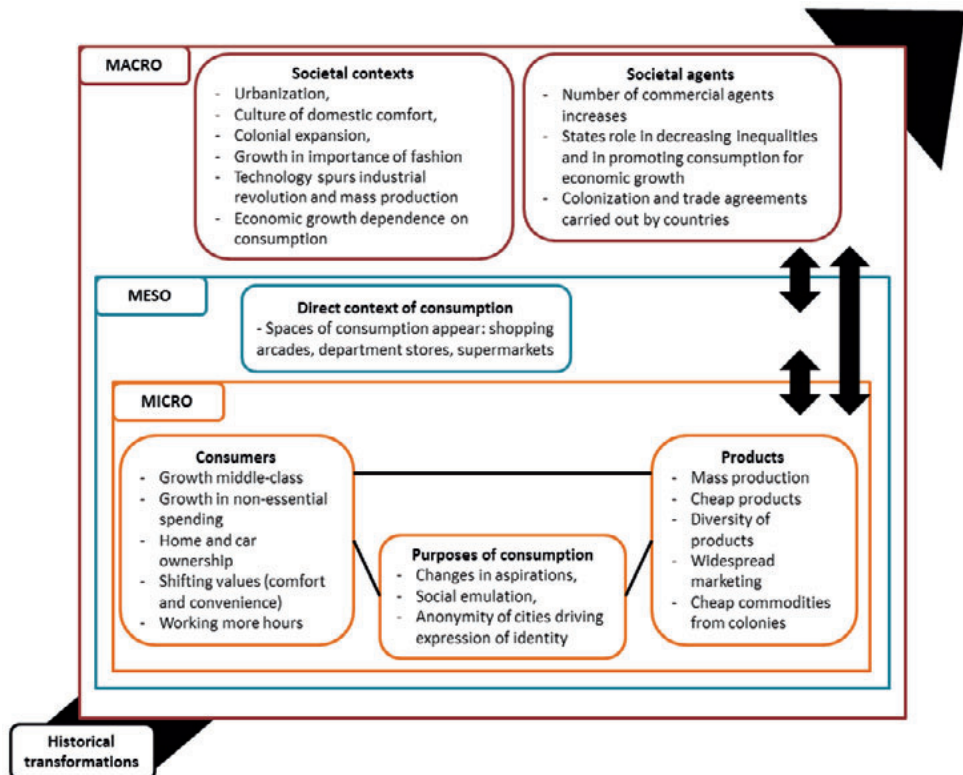 MACRO
Societal contexts
- Urbanization,
- Culture of domestic comfort,
- Colonial expansion,
- Growth in importance of fashion
- Technology spurs industrial
revolution and mass production
- Economic growth dependence on
consumption
Societal agents
- Number of commercial agents
increases
- States role in decreasing inequalities
and in promoting consumption for
economic growth
- Colonization and trade agreements
carried out by countries
MESO
Direct context of consumption
- Spaces of consumption appear: shopping
arcades, department stores, supermarkets
MICRO
Consumers
- Growth middle-class
- Growth in non-essential
spending
- Home and car
ownership
- Shifting values (comfort
and convenience)
- Working more hours
Purposes of consumption
- Changes in aspirations,
- Social emulation,
- Anonymity of cities driving
expression of identity
Products
- Mass production
- Cheap products
- Diversity of
products
- Widespread
marketing
- Cheap commodities
from colonies
Historical
transformations